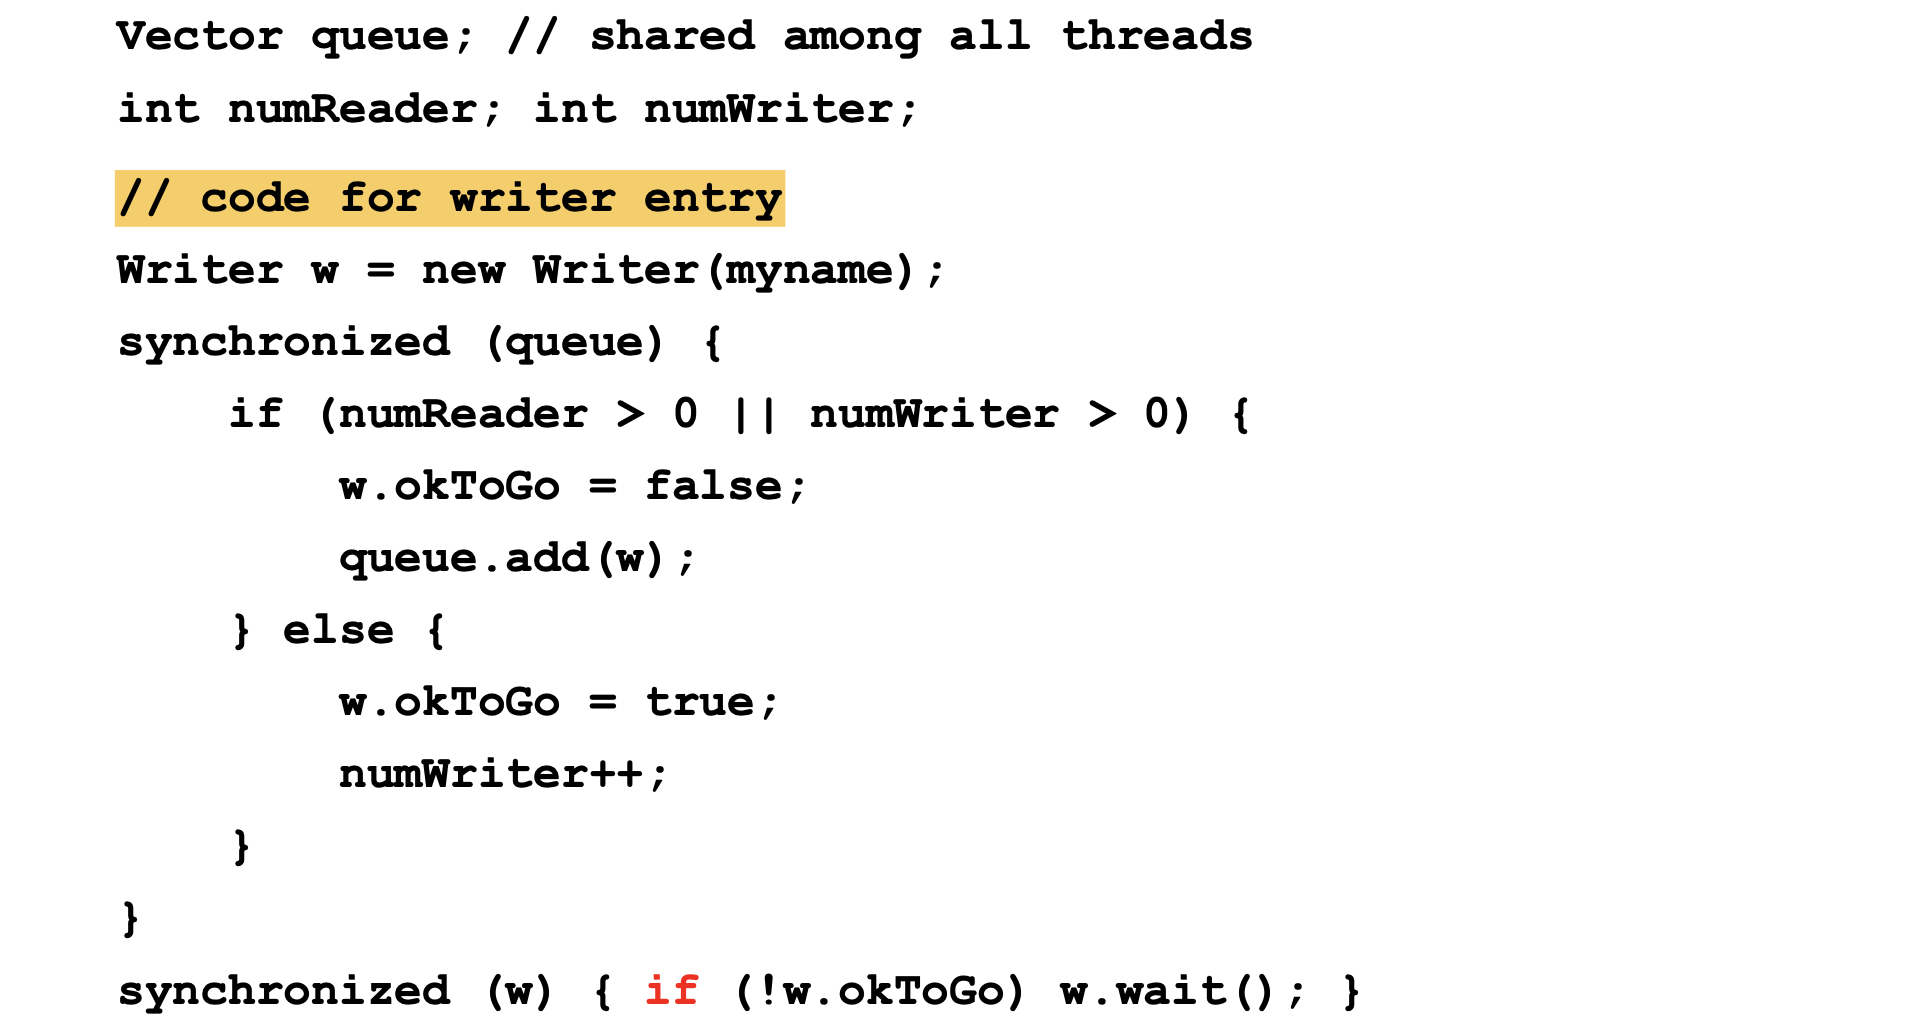 Vector queue; // shared among all threads
int numReader; int numWriter;
// code for writer entry
Writer w = new Writer(myname);
synchronized (queue) {
    if (numReader > 0 || numWriter > 0) {
        w.okToGo = false;
        queue.add(w);
    } else {
        w.okToGo = true;
        numWriter++;
    }
}
synchronized (w) { if (!w.okToGo) w.wait(); }